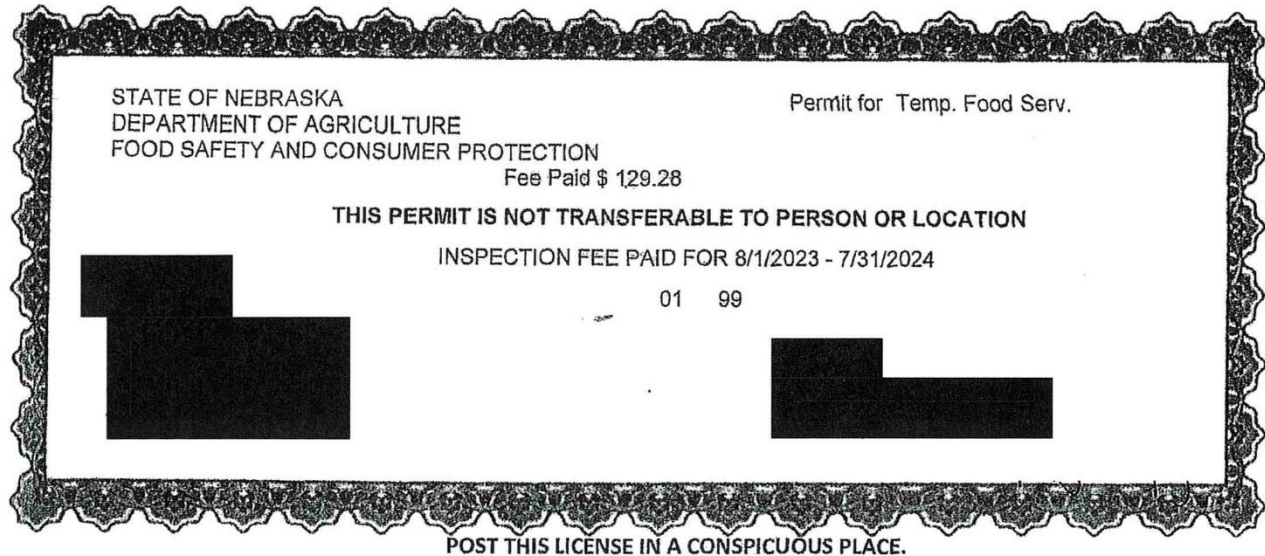 STATE OF NEBRASKA
Permit for Temp. Food Serv.
DEPARTMENT OF AGRICULTURE
FOOD SAFETY AND CONSUMER PROTECTION
Fee Paid $ 129.28
THIS PERMIT IS NOT TRANSFERABLE TO PERSON OR LOCATION
INSPECTION FEE PAID FOR 8/1/2023 - 7/31/2024
01 99
POST THIS LICENSE IN A CONSPICUOUS PLACE.